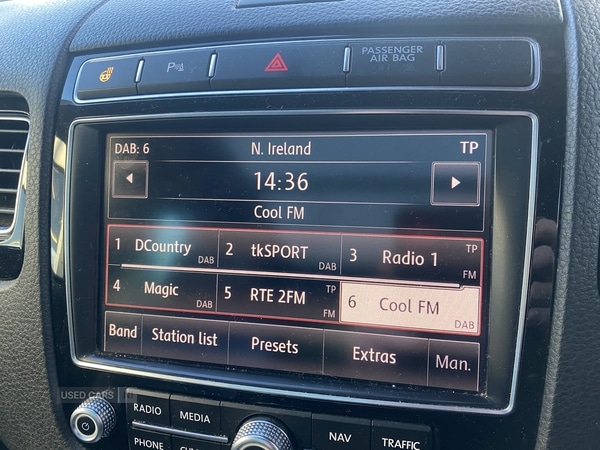 P
PASSENGER
AIR BAG
DAB: 6 N. Ireland TP
14:36
Cool FM
1 DCountry DAB 2 tkSPORT DAB 3 Radio 1 TP FM
4 Magic DAB 5 RTE 2FM TP FM 6 Cool FM DAB
Band Station list Presets Extras Man.
USED CARS
RADIO MEDIA
PHONE NAV TRAFFIC